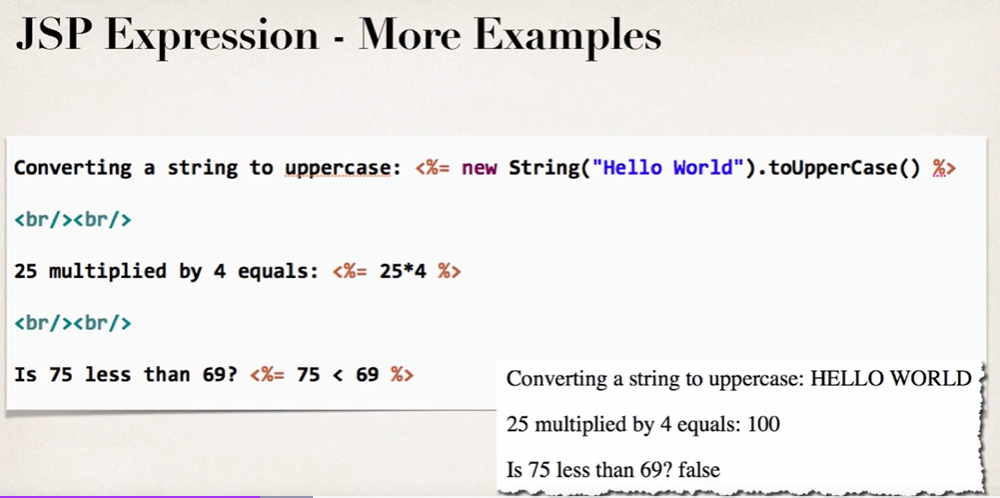 JSP Expression - More Examples
Converting a string to uppercase: <%= new String("Hello World").toUpperCase() %>
<br/><br/>
25 multiplied by 4 equals: <%= 25*4 %>
<br/><br/>
Is 75 less than 69? <%= 75 < 69 %>
Converting a string to uppercase: HELLO WORLD
25 multiplied by 4 equals: 100
Is 75 less than 69? false